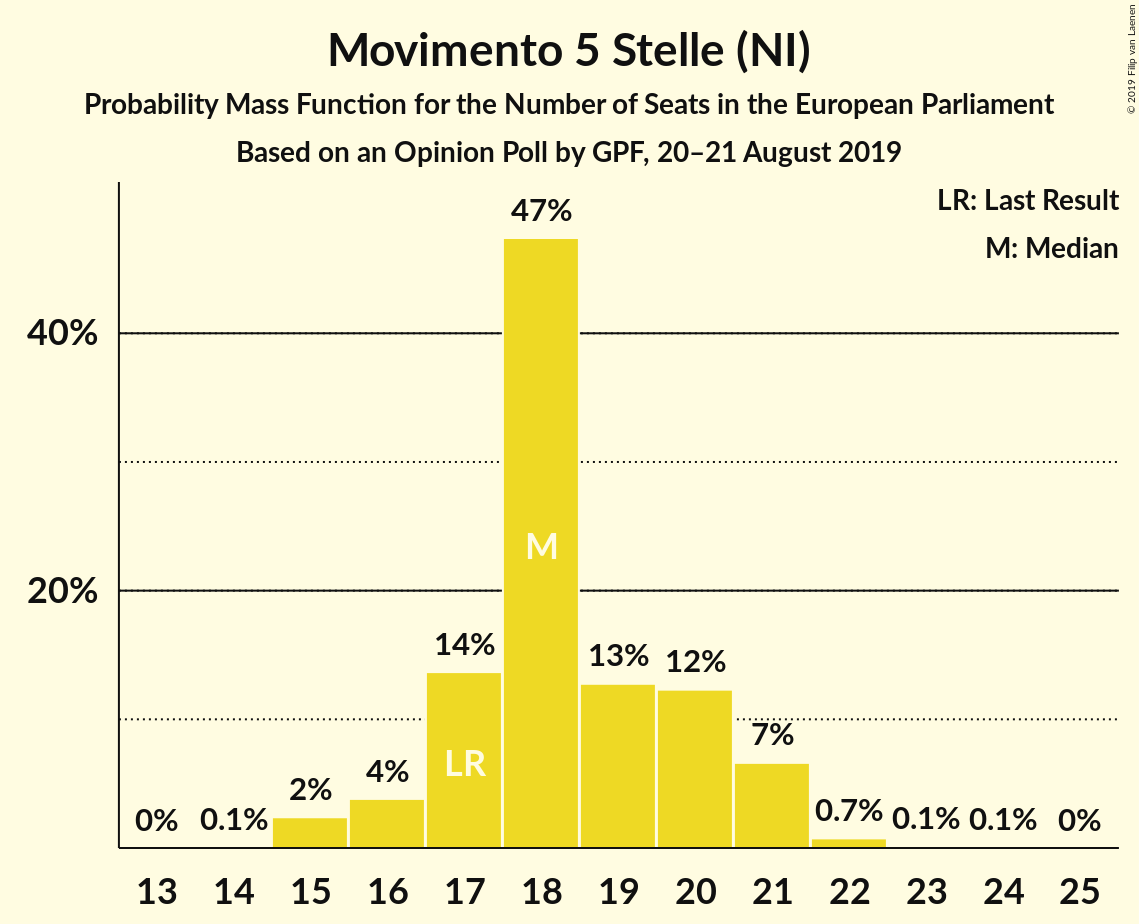 Movimento 5 Stelle (NI)
Probability Mass Function for the Number of Seats in the European Parliament
Based on an Opinion Poll by GPF, 20–21 August 2019
© 2019 Filip van Laenen
LR: Last Result
M: Median
47%
40%
M
20%
14%
13%
12%
7%
LR
4%
2%
0%
0.1%
0.7%
0.1%
0.1%
0%
13 14 15 16 17 18 19 20 21 22 23 24 25